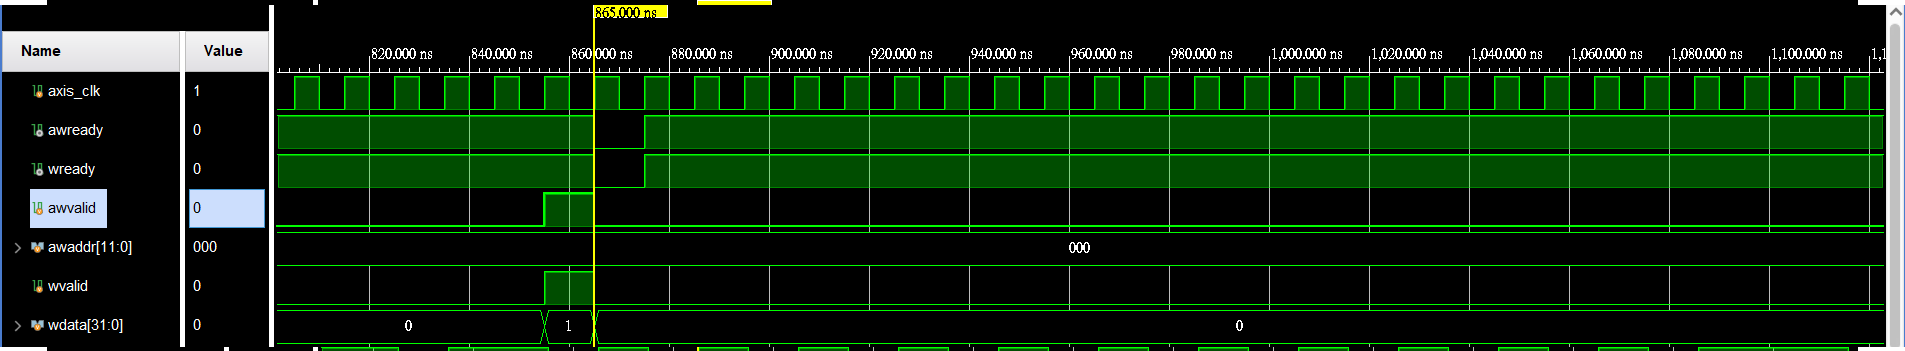 865.000 ns
Name Value
820.000 ns 840.000 ns 860.000 ns 880.000 ns 900.000 ns 920.000 ns 940.000 ns 960.000 ns 980.000 ns 1,000.000 ns 1,020.000 ns 1,040.000 ns 1,060.000 ns 1,080.000 ns 1,100.000 ns 1,1
axis_clk 1
awready 0
wready 0
awvalid 0
awaddr[11:0] 000 000
wvalid 0
wdata[31:0] 0 0 1 0